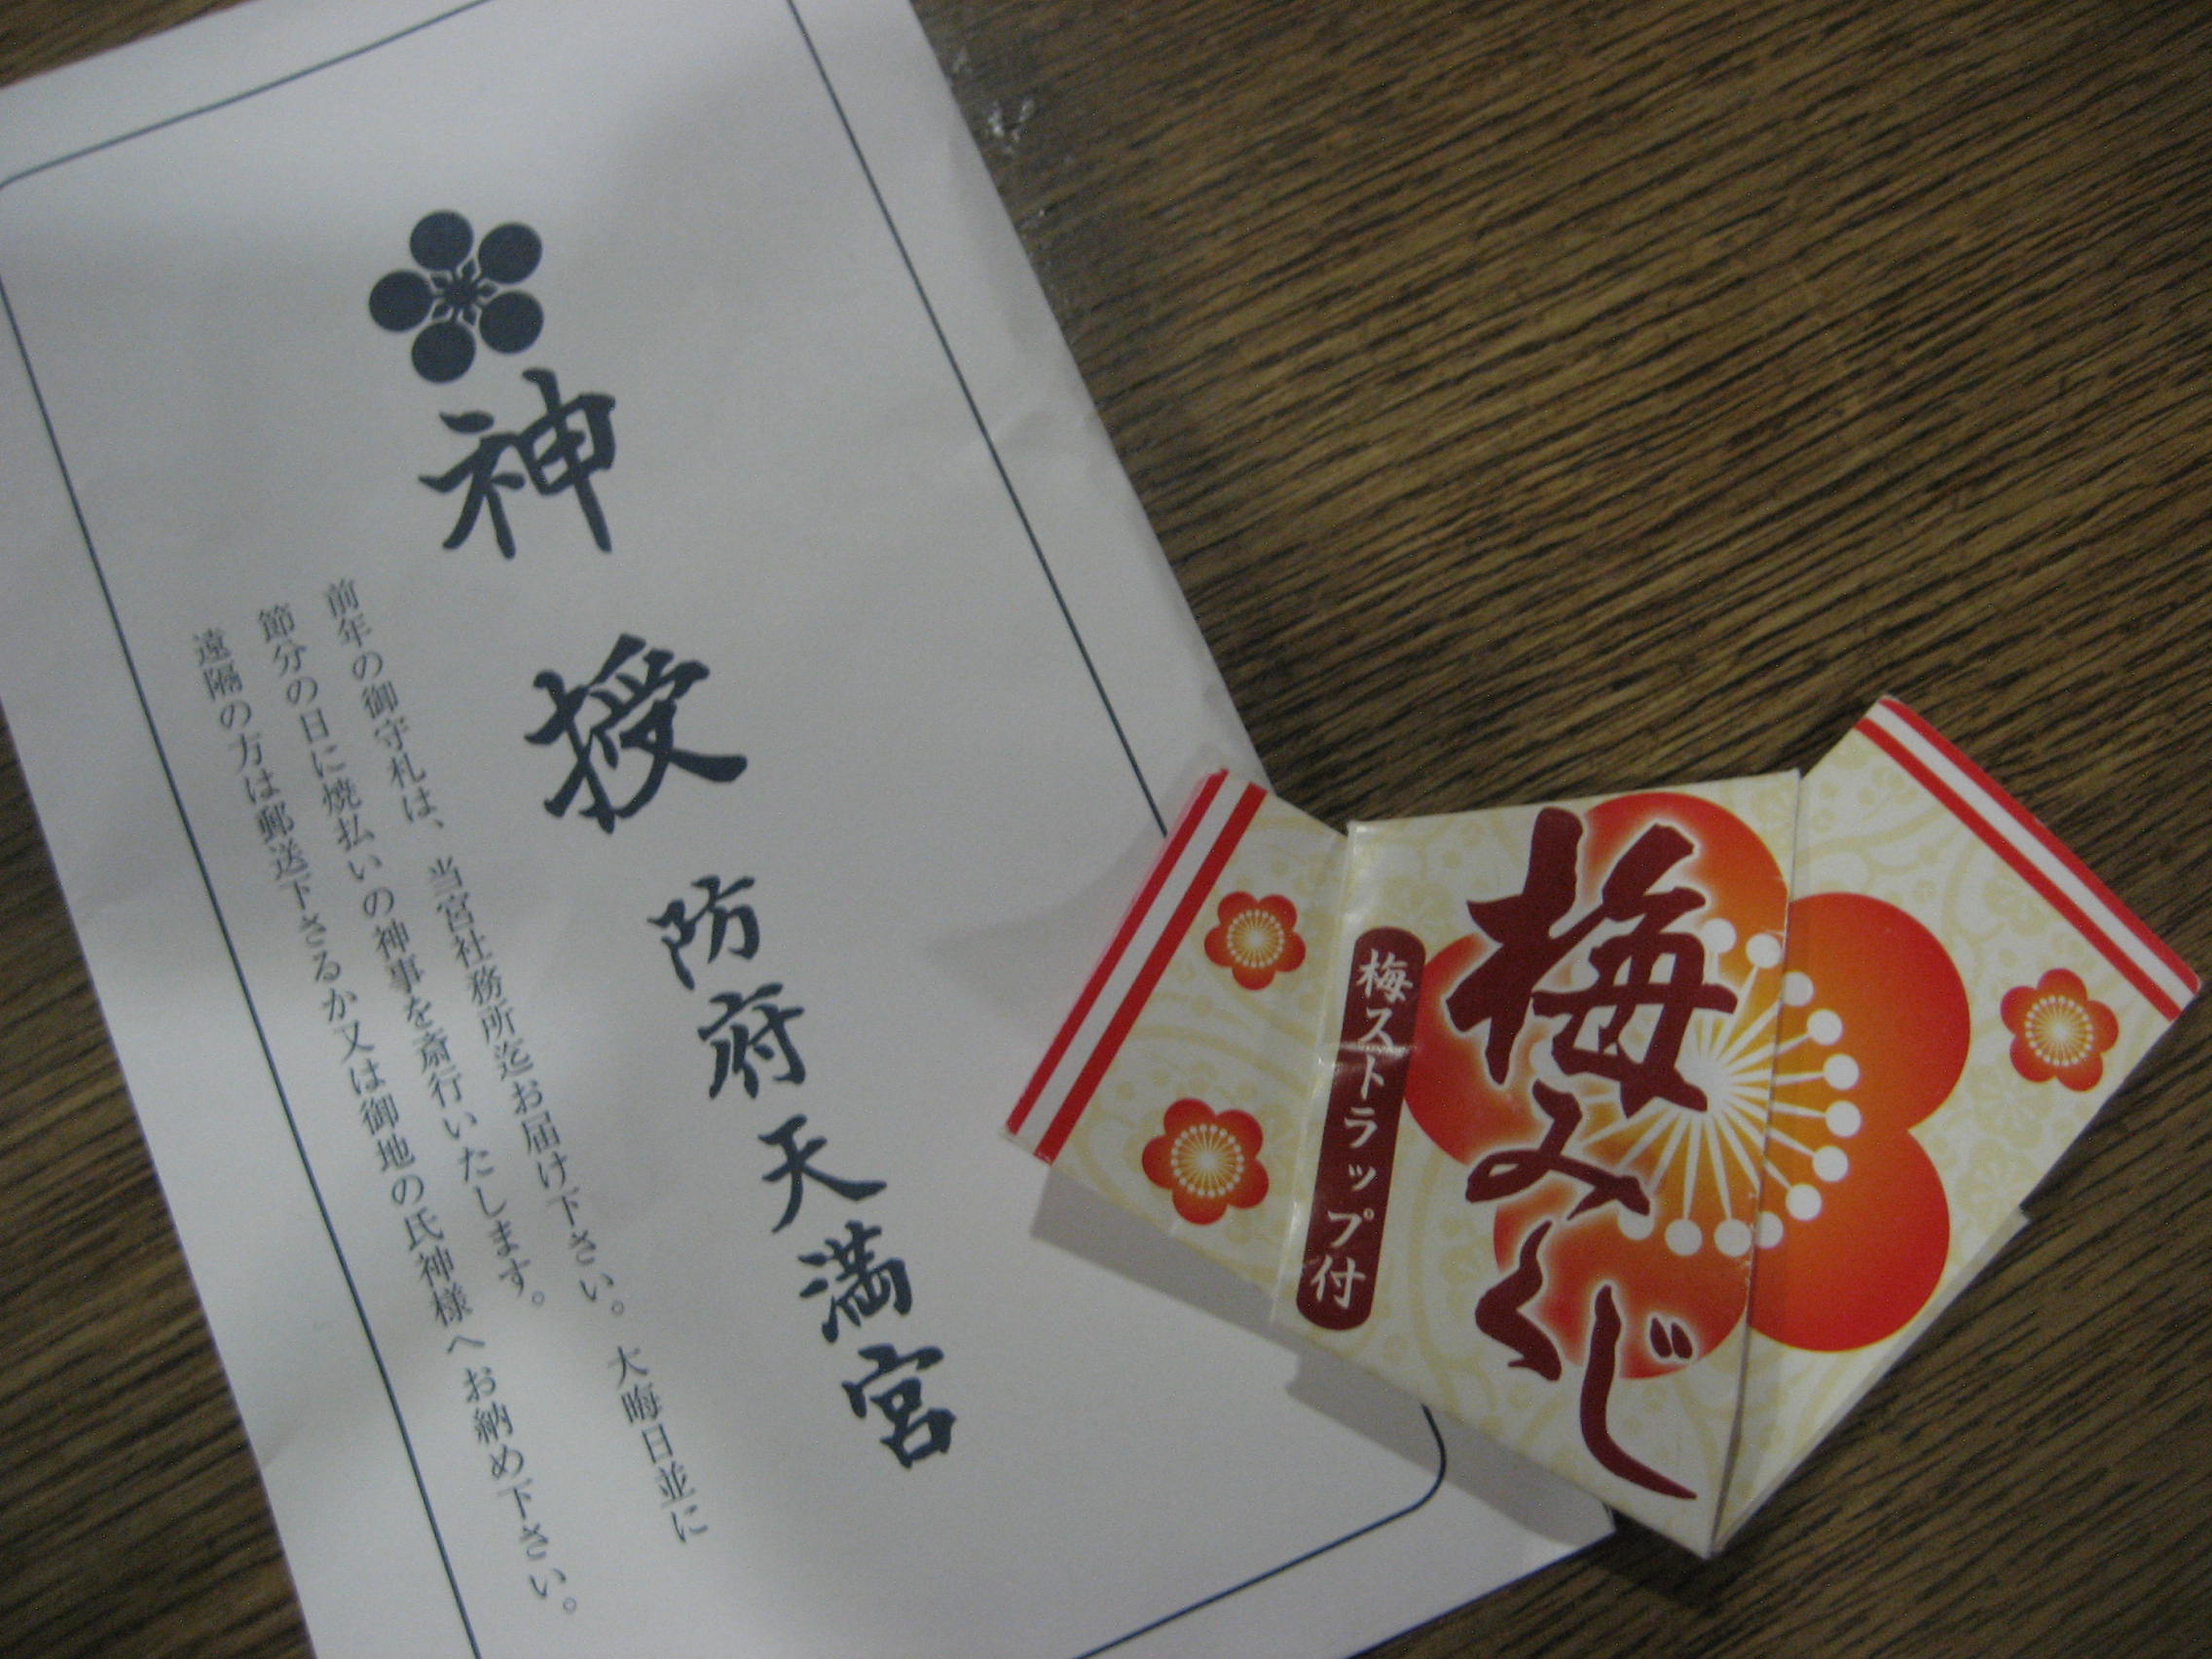 神授
防府天満宮
前年の御守札は、当宮社務所迄お届け下さい。大晦日並に
節分の日に焼払いの神事を斎行いたします。
遠隔の方は郵送下さるか又は御地の氏神様へお納め下さい。
梅みくじ
梅ストラップ付